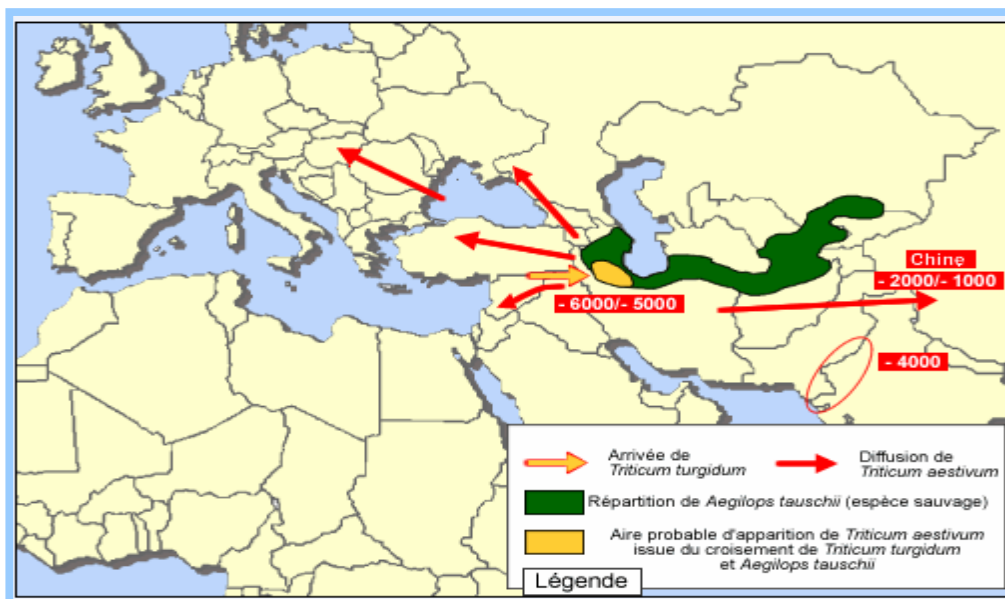 Chine
- 2000/- 1000
- 6000/- 5000
- 4000
Arrivée de
Triticum turgidum
Diffusion de
Triticum aestivum
Répartition de Aegilops tauschii (espèce sauvage)
Aire probable d'apparition de Triticum aestivum
issue du croisement de Triticum turgidum
et Aegilops tauschii
Légende